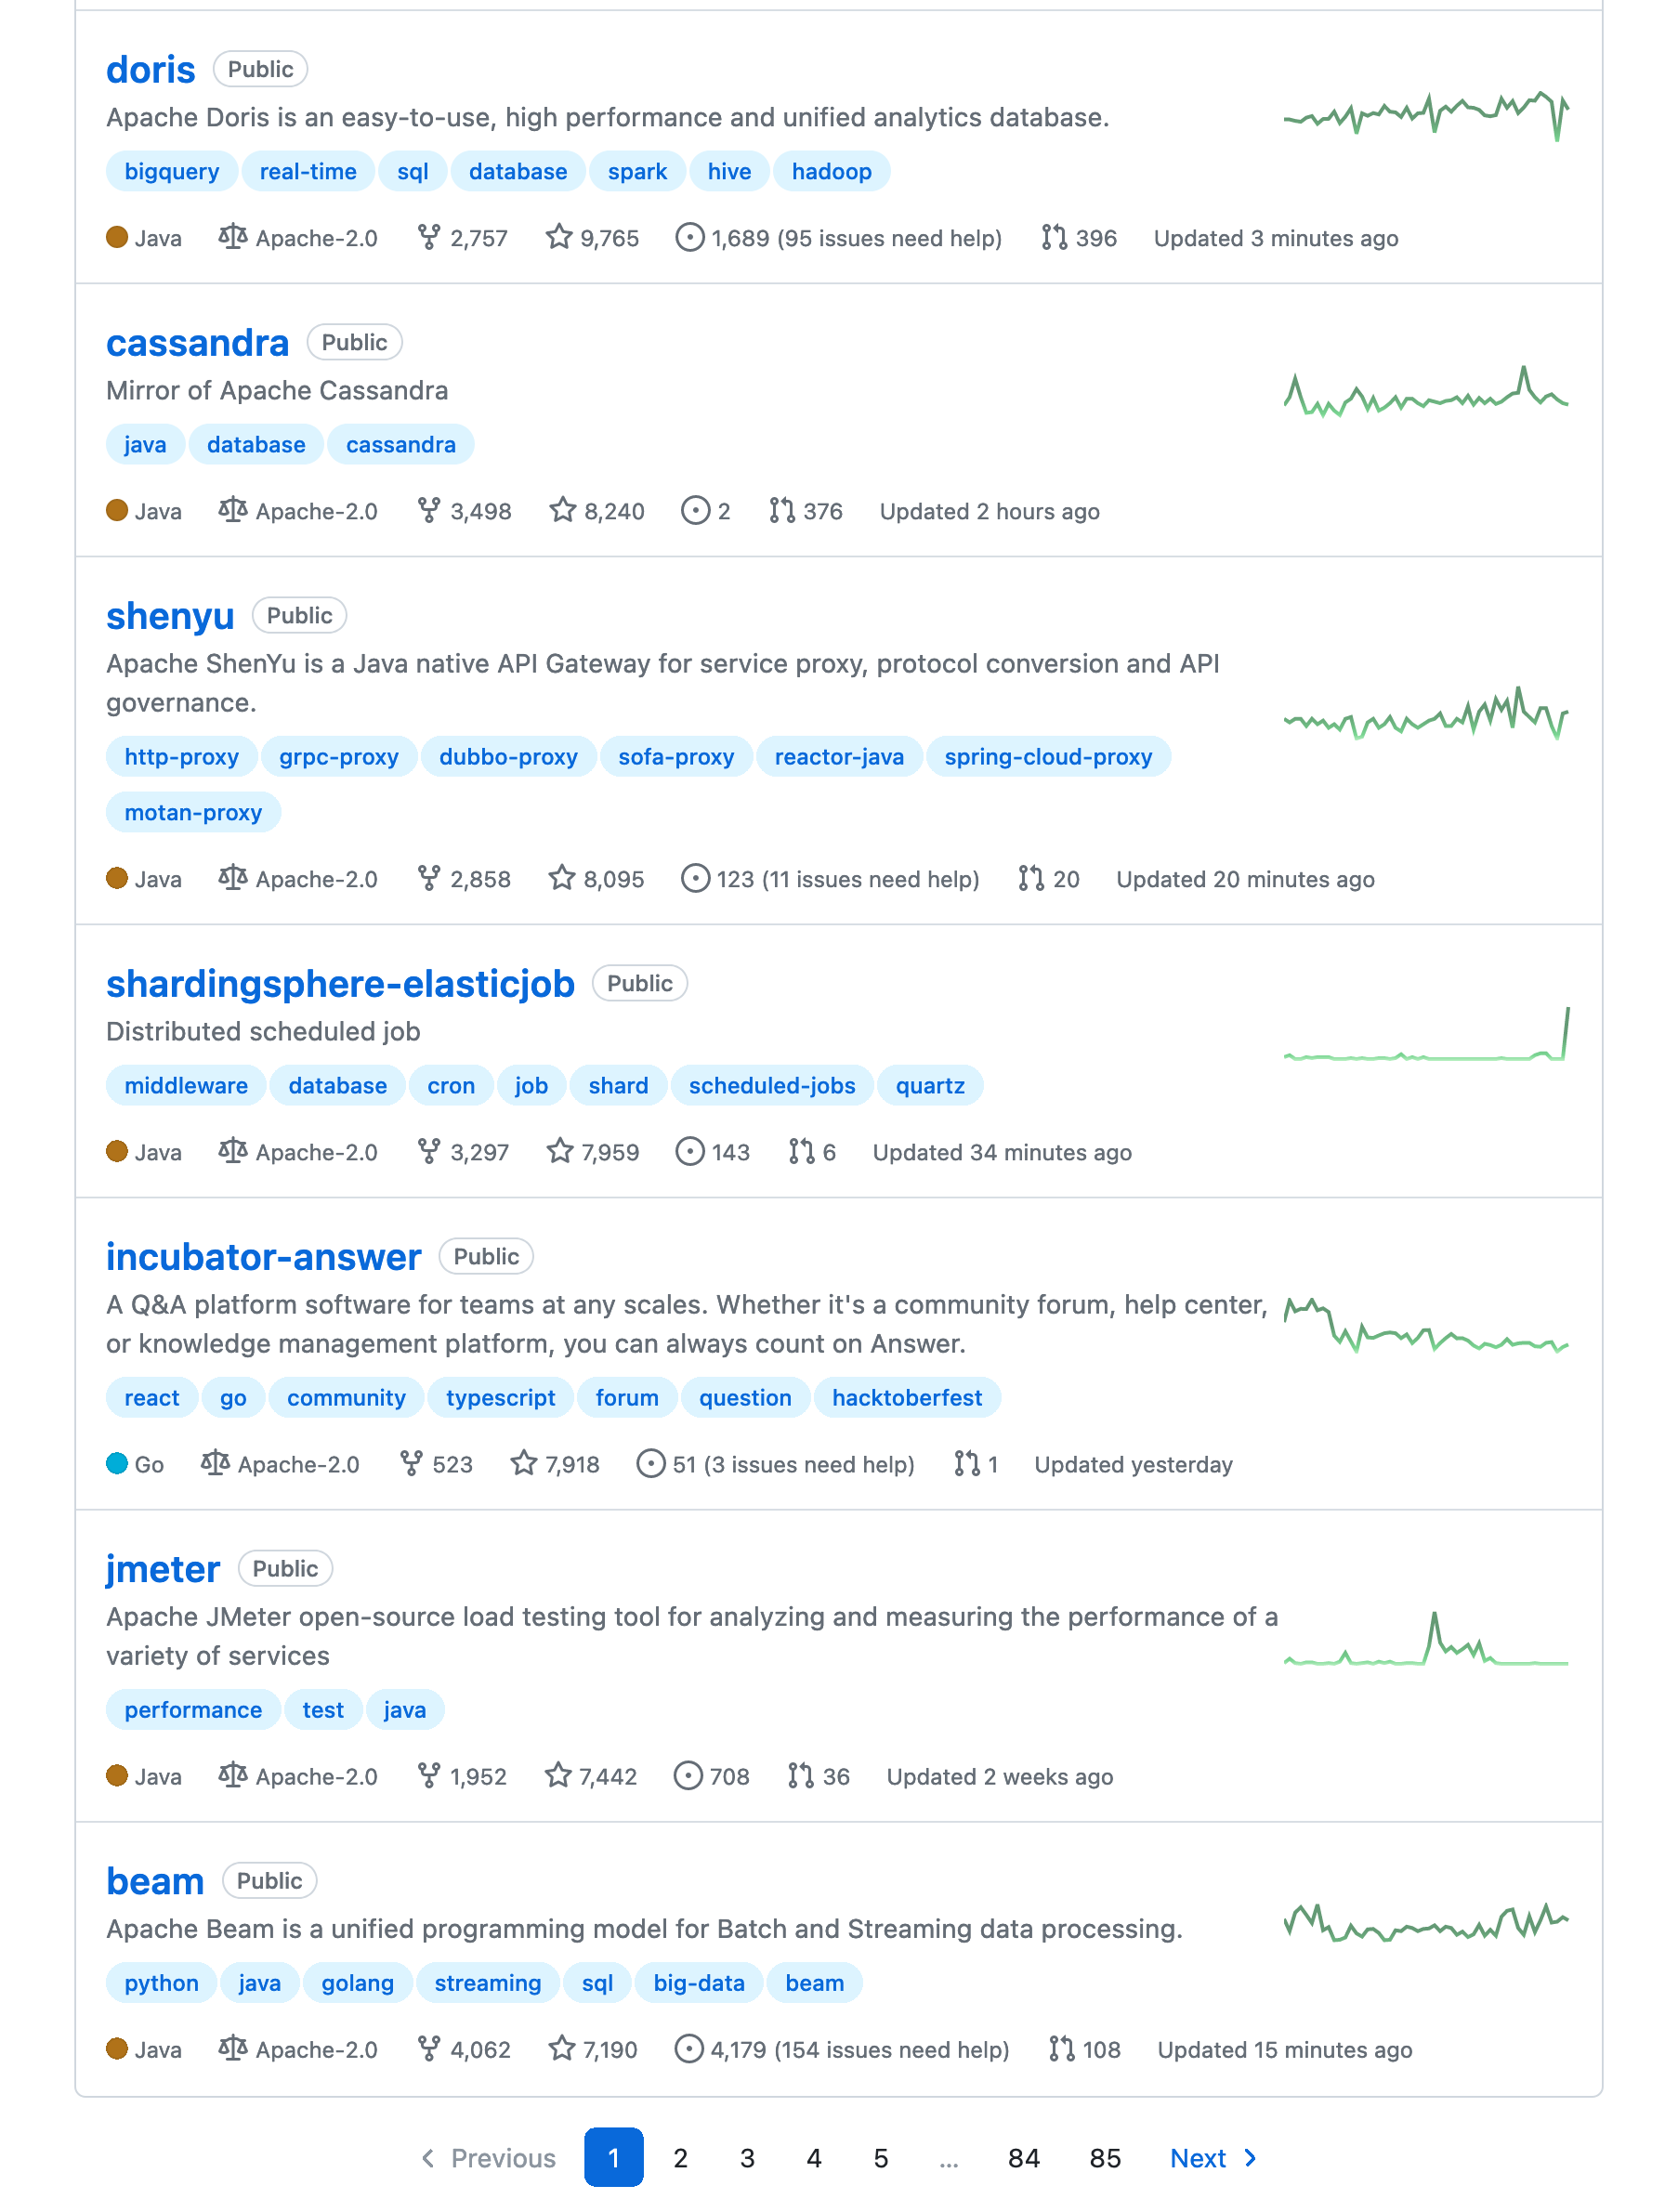 doris Public
Apache Doris is an easy-to-use, high performance and unified analytics database.
bigquery real-time sql database spark hive hadoop
Java Apache-2.0 2,757 9,765 1,689 (95 issues need help) 396 Updated 3 minutes ago
cassandra Public
Mirror of Apache Cassandra
java database cassandra
Java Apache-2.0 3,498 8,240 2 376 Updated 2 hours ago
shenyu Public
Apache ShenYu is a Java native API Gateway for service proxy, protocol conversion and API
governance.
http-proxy grpc-proxy dubbo-proxy sofa-proxy reactor-java spring-cloud-proxy
motan-proxy
Java Apache-2.0 2,858 8,095 123 (11 issues need help) 20 Updated 20 minutes ago
shardingsphere-elasticjob Public
Distributed scheduled job
middleware database cron job shard scheduled-jobs quartz
Java Apache-2.0 3,297 7,959 143 6 Updated 34 minutes ago
incubator-answer Public
A Q&A platform software for teams at any scales. Whether it's a community forum, help center,
or knowledge management platform, you can always count on Answer.
react go community typescript forum question hacktoberfest
Go Apache-2.0 523 7,918 51 (3 issues need help) 1 Updated yesterday
jmeter Public
Apache JMeter open-source load testing tool for analyzing and measuring the performance of a
variety of services
performance test java
Java Apache-2.0 1,952 7,442 708 36 Updated 2 weeks ago
beam Public
Apache Beam is a unified programming model for Batch and Streaming data processing.
python java golang streaming sql big-data beam
Java Apache-2.0 4,062 7,190 4,179 (154 issues need help) 108 Updated 15 minutes ago
Previous 1 2 3 4 5 … 84 85 Next